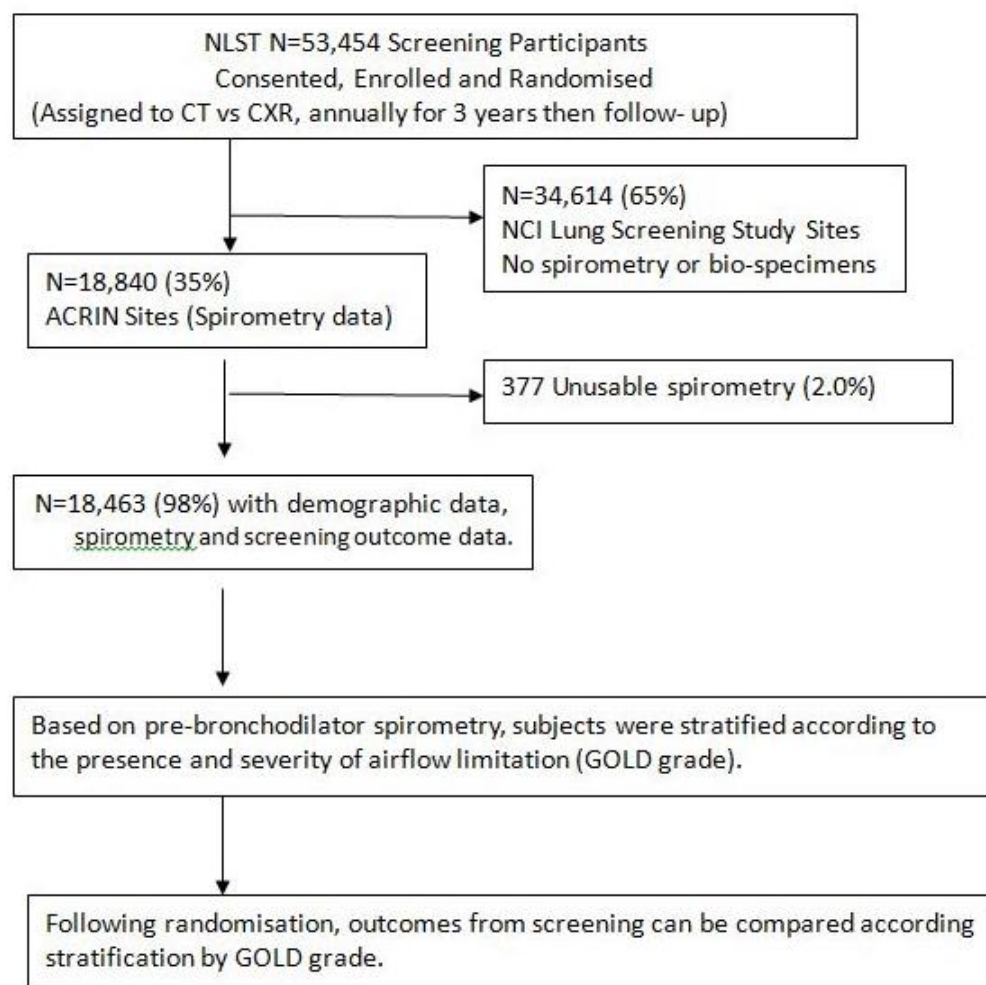 NLST N=53,454 Screening Participants
Consented, Enrolled and Randomised
(Assigned to CT vs CXR, annually for 3 years then follow- up)
N=34,614 (65%)
NCI Lung Screening Study Sites
No spirometry or bio-specimens
N=18,840 (35%)
ACRIN Sites (Spirometry data)
377 Unusable spirometry (2.0%)
N=18,463 (98%) with demographic data,
spirometry and screening outcome data.
Based on pre-bronchodilator spirometry, subjects were stratified according to
the presence and severity of airflow limitation (GOLD grade).
Following randomisation, outcomes from screening can be compared according
stratification by GOLD grade.